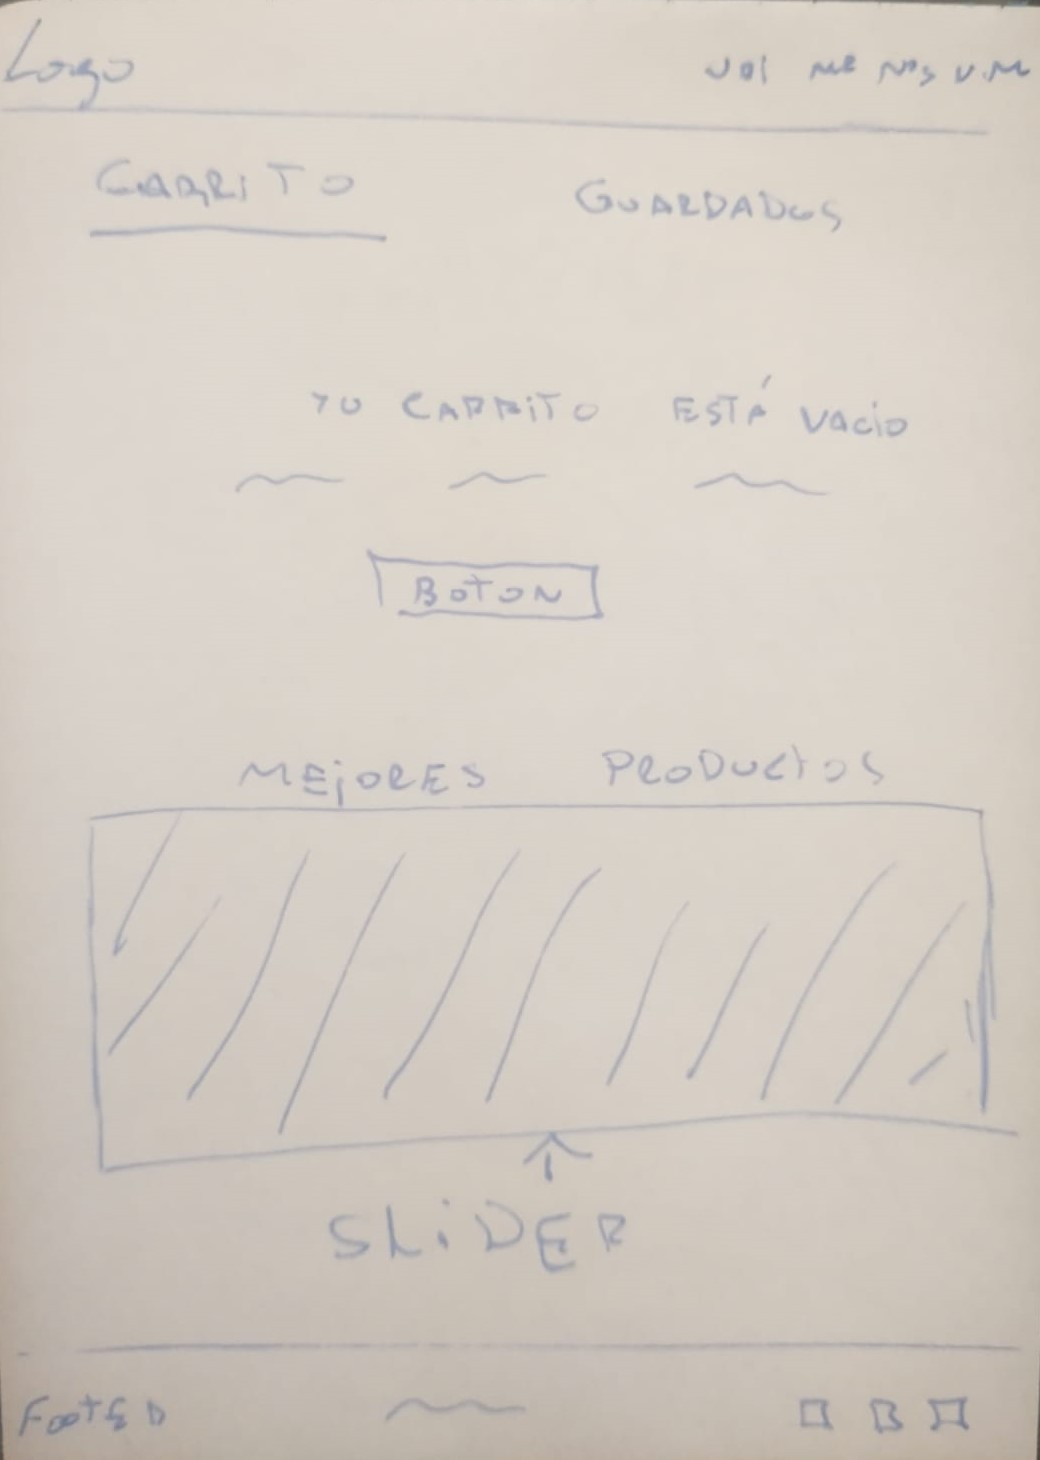 Logo
CARRITO GUARDADOS
TU CARRITO ESTÁ VACIO
BOTON
MEJORES PRODUCTOS
SLIDER
FOOTER